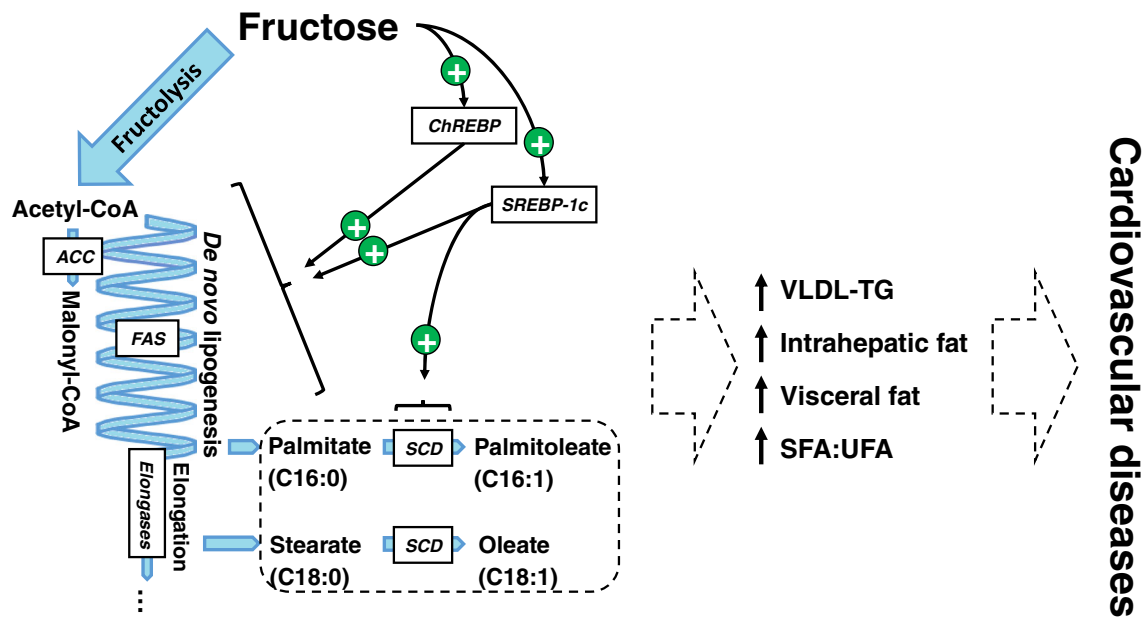 Fructose
Fructolysis
+
ChREBP
+
SREBP-1c
+
+
+
Acetyl-CoA
ACC
Malonyl-CoA
FAS
De novo lipogenesis
Elongases
Elongation
...
Palmitate
(C16:0)
SCD
Palmitoleate
(C16:1)
Stearate
(C18:0)
SCD
Oleate
(C18:1)
VLDL-TG
Intrahepatic fat
Visceral fat
SFA:UFA
Cardiovascular diseases